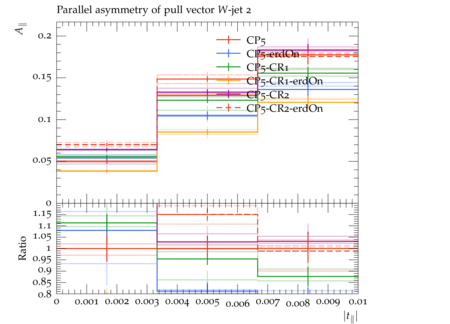 Parallel asymmetry of pull vector W-jet 2
A∥
0.2
0.15
0.1
0.05
0
CP5
CP5-erdOn
CP5-CR1
CP5-CR1-erdOn
CP5-CR2
CP5-CR2-erdOn
Ratio
1.15
1.1
1.05
1
0.95
0.9
0.85
0.8
0 0.001 0.002 0.003 0.004 0.005 0.006 0.007 0.008 0.009 0.01
|t∥|